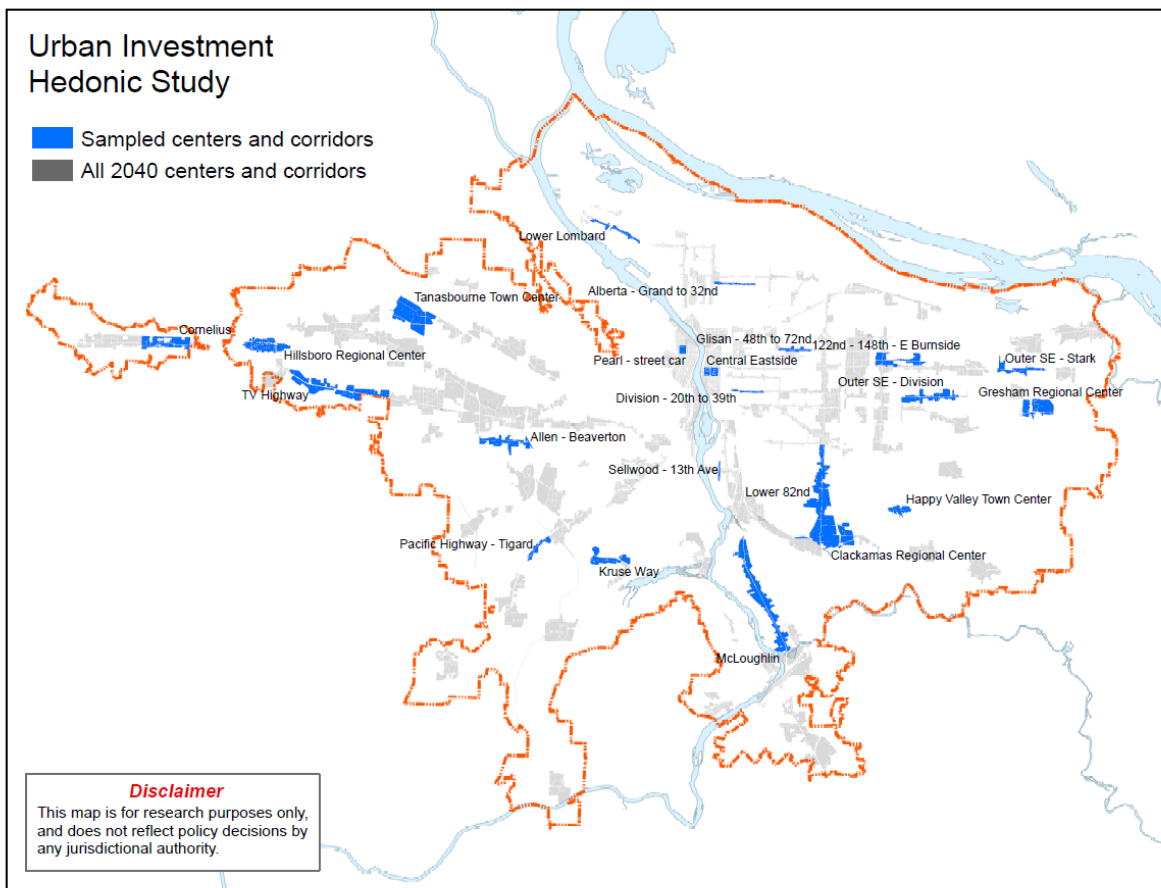 Urban Investment
Hedonic Study
Sampled centers and corridors
All 2040 centers and corridors
Lower Lombard
Alberta - Grand to 32nd
Tanasbourne Town Center
Cornelius
Hillsboro Regional Center
Glisan - 48th to 72nd
122nd - 148th - E Burnside
Pearl - street car
Central Eastside
Outer SE - Stark
TV Highway
Division - 20th to 39th
Outer SE - Division
Gresham Regional Center
Allen - Beaverton
Sellwood - 13th Ave
Lower 82nd
Happy Valley Town Center
Pacific Highway - Tigard
Kruse Way
Clackamas Regional Center
McLoughlin
Disclaimer
This map is for research purposes only,
and does not reflect policy decisions by
any jurisdictional authority.